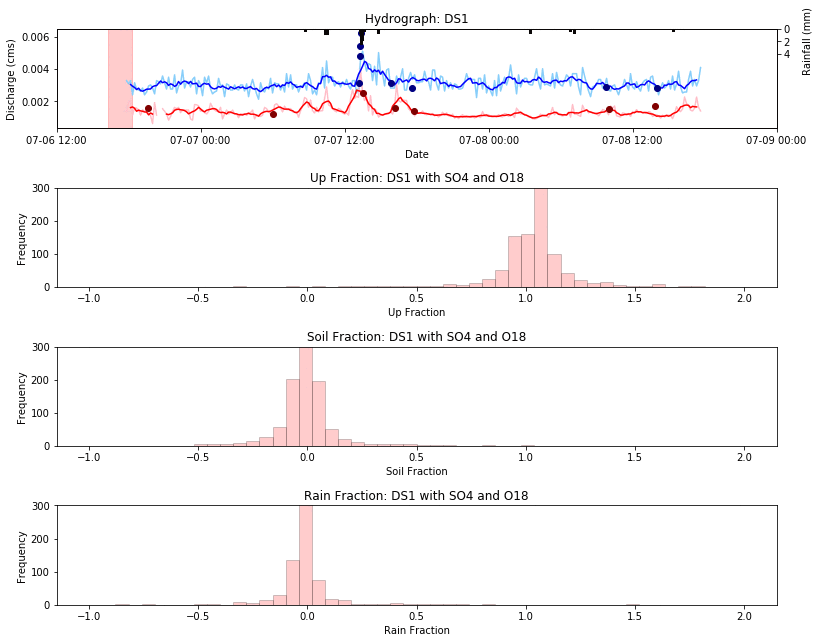 Hydrograph: DS1
0.006
0.004
0.002
Discharge (cms)
0
2
4
Rainfall (mm)
07-06 12:00 07-07 00:00 07-07 12:00 07-08 00:00 07-08 12:00 07-09 00:00
Date
Up Fraction: DS1 with SO4 and O18
300
200
100
0
Frequency
−1.0 −0.5 0.0 0.5 1.0 1.5 2.0
Up Fraction
Soil Fraction: DS1 with SO4 and O18
300
200
100
0
Frequency
−1.0 −0.5 0.0 0.5 1.0 1.5 2.0
Soil Fraction
Rain Fraction: DS1 with SO4 and O18
300
200
100
0
Frequency
−1.0 −0.5 0.0 0.5 1.0 1.5 2.0
Rain Fraction